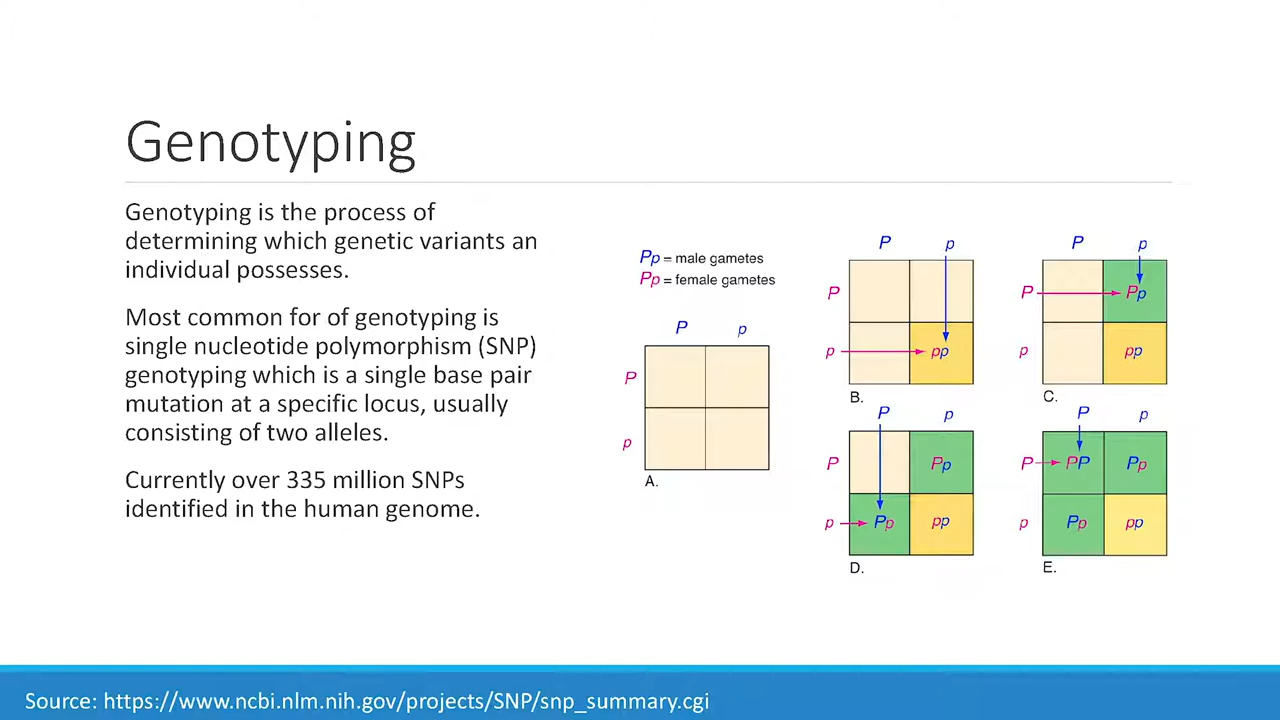 Genotyping
Genotyping is the process of
determining which genetic variants an
individual possesses.
Most common for of genotyping is
single nucleotide polymorphism (SNP)
genotyping which is a single base pair
mutation at a specific locus, usually
consisting of two alleles.
Currently over 335 million SNPs
identified in the human genome.
Pp = male gametes
Pp = female gametes
P p
P
p
A.
P p
P
p pp
B.
P p
P Pp
p pp
C.
P p
P Pp
p Pp pp
D.
P p
P PP Pp
p Pp pp
E.
Source: https://www.ncbi.nlm.nih.gov/projects/SNP/snp_summary.cgi